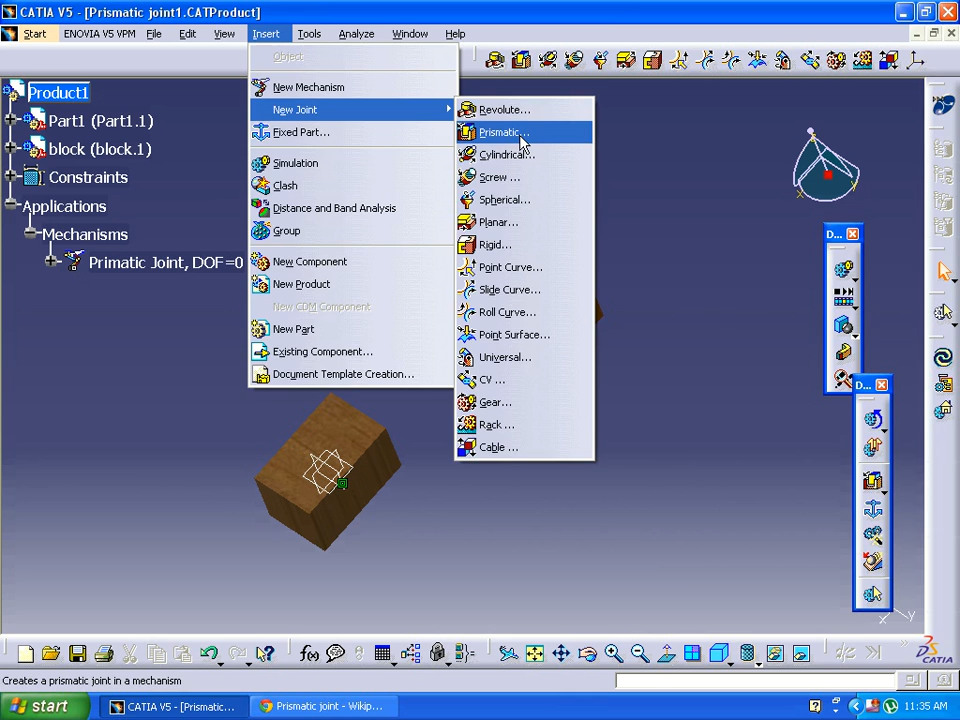 CATIA V5 - [Prismatic joint1.CATProduct]
Start ENOVIA V5 VPM File Edit View Insert Tools Analyze Window Help
Object
New Mechanism
New Joint
Fixed Part...
Simulation
Clash
Distance and Band Analysis
Group
New Component
New Product
New CDM Component
New Part
Existing Component...
Document Template Creation...
Revolute...
Prismatic...
Cylindrical...
Screw ...
Spherical...
Planar...
Rigid...
Point Curve...
Slide Curve...
Roll Curve...
Point Surface...
Universal...
CV ...
Gear...
Rack ...
Cable ...
Product1
Part1 (Part1.1)
block (block.1)
Constraints
Applications
Mechanisms
Primatic Joint, DOF=0
D...
D...
x
y
x
y
f(x)
DS
CATIA
Creates a prismatic joint in a mechanism
start
CATIA V5 - [Prismatic...
Prismatic joint - Wikip...
11:35 AM